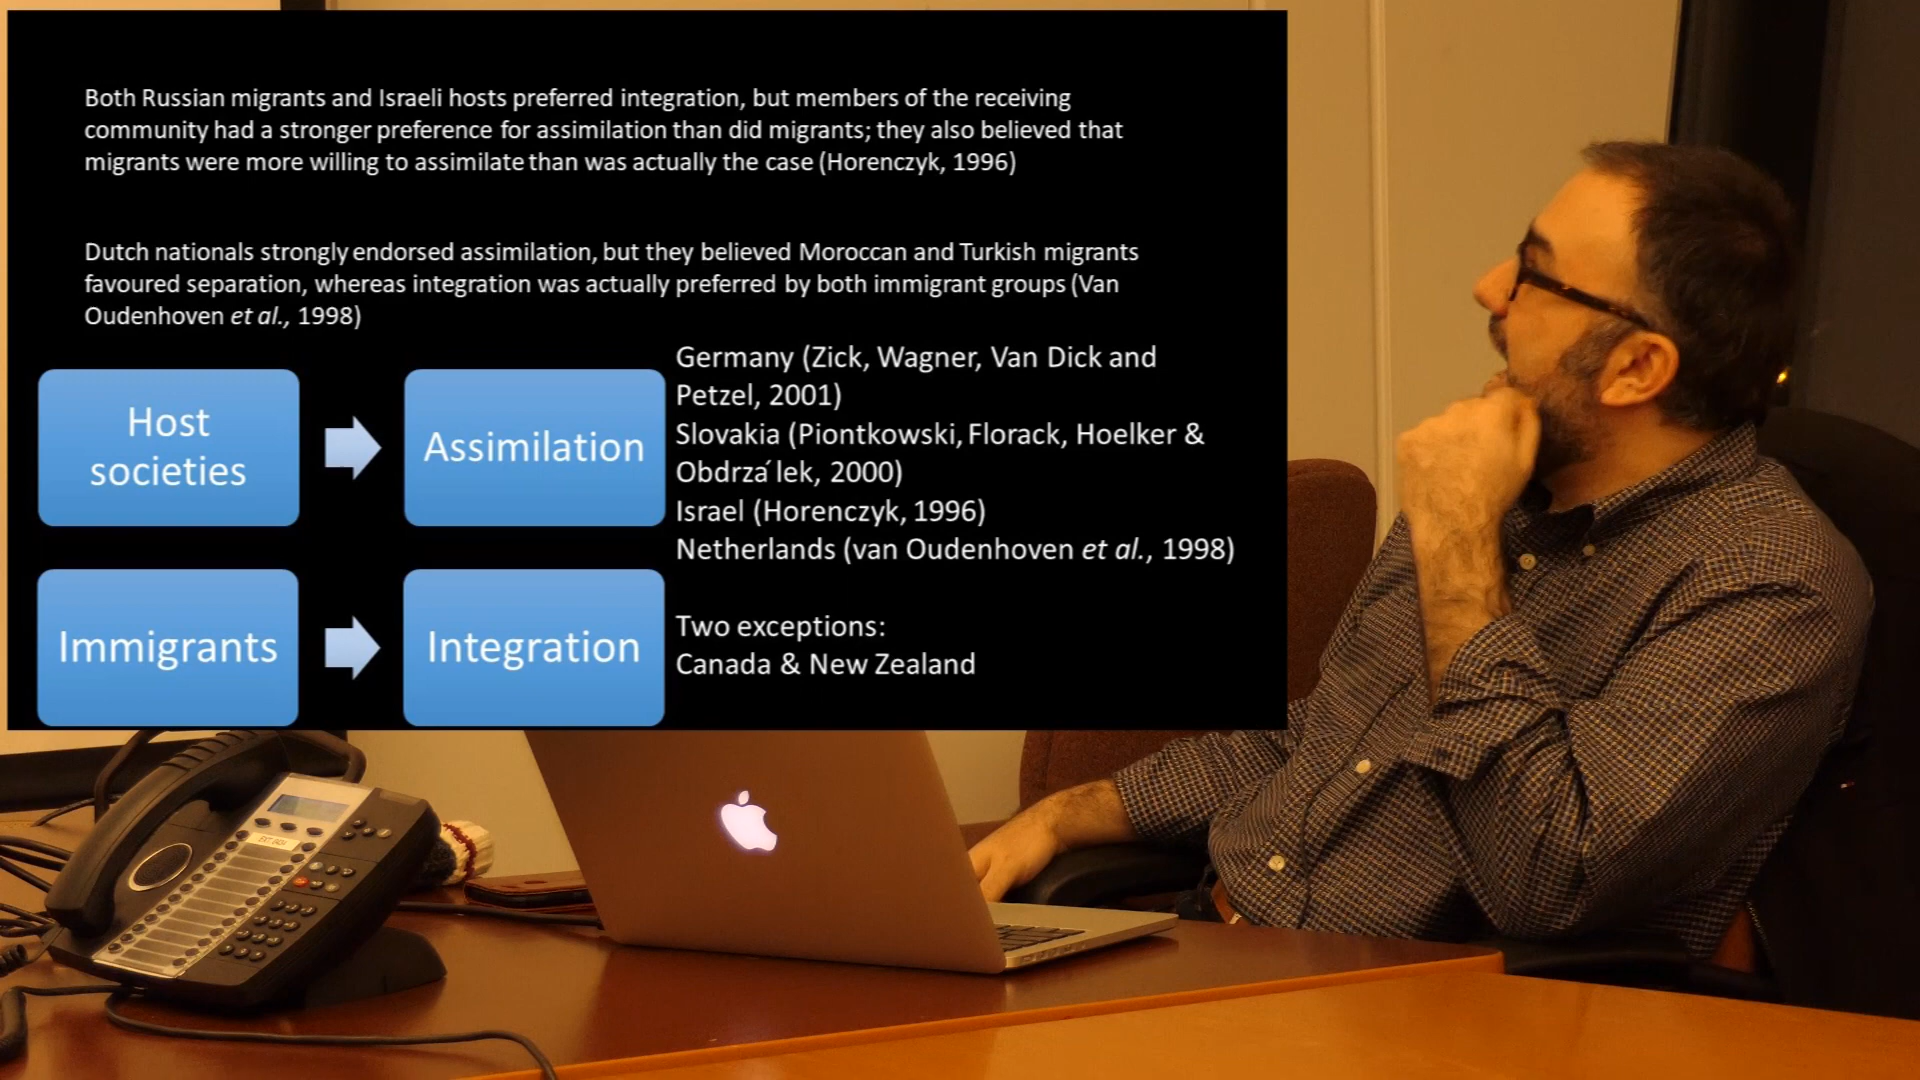 Both Russian migrants and Israeli hosts preferred integration, but members of the receiving
community had a stronger preference for assimilation than did migrants; they also believed that
migrants were more willing to assimilate than was actually the case (Horenczyk, 1996)
Dutch nationals strongly endorsed assimilation, but they believed Moroccan and Turkish migrants
favoured separation, whereas integration was actually preferred by both immigrant groups (Van
Oudenhoven et al., 1998)
Host
societies
Assimilation
Germany (Zick, Wagner, Van Dick and
Petzel, 2001)
Slovakia (Piontkowski, Florack, Hoelker &
Obdrza´lek, 2000)
Israel (Horenczyk, 1996)
Netherlands (van Oudenhoven et al., 1998)
Immigrants
Integration
Two exceptions:
Canada & New Zealand